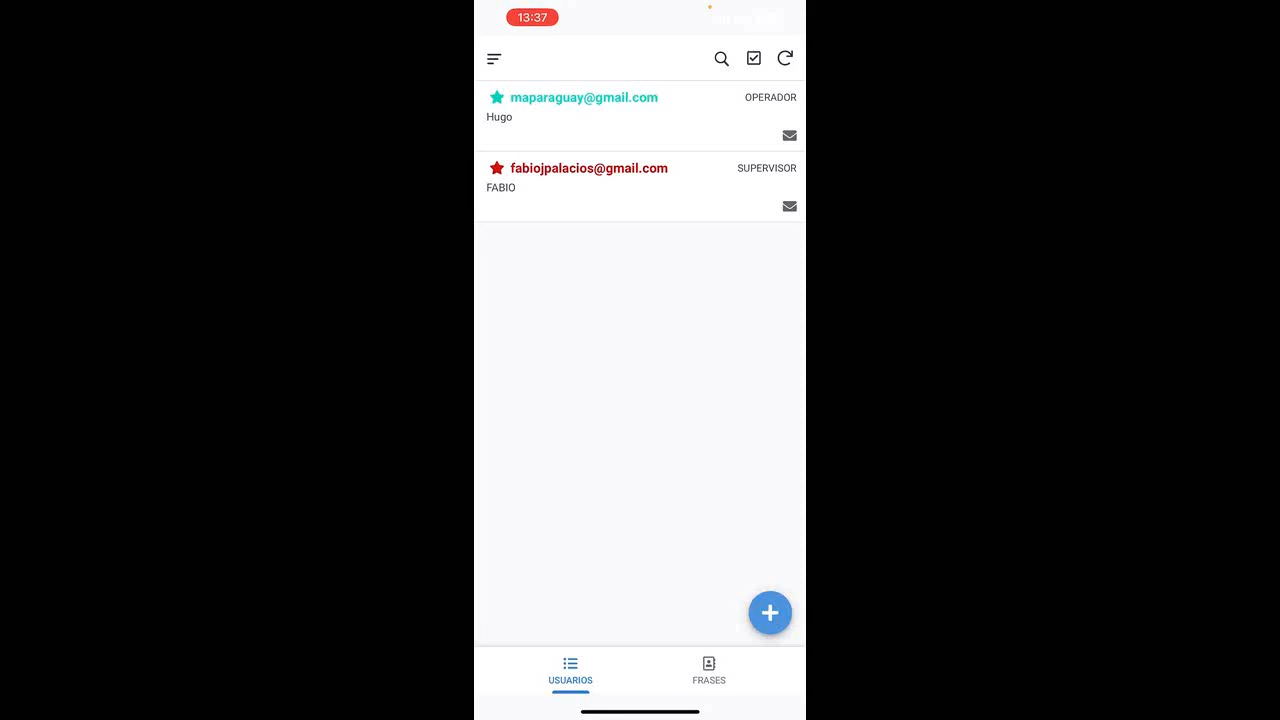 13:37
maparaguay@gmail.com OPERADOR
Hugo
fabiojpalacios@gmail.com SUPERVISOR
FABIO
USUARIOS FRASES